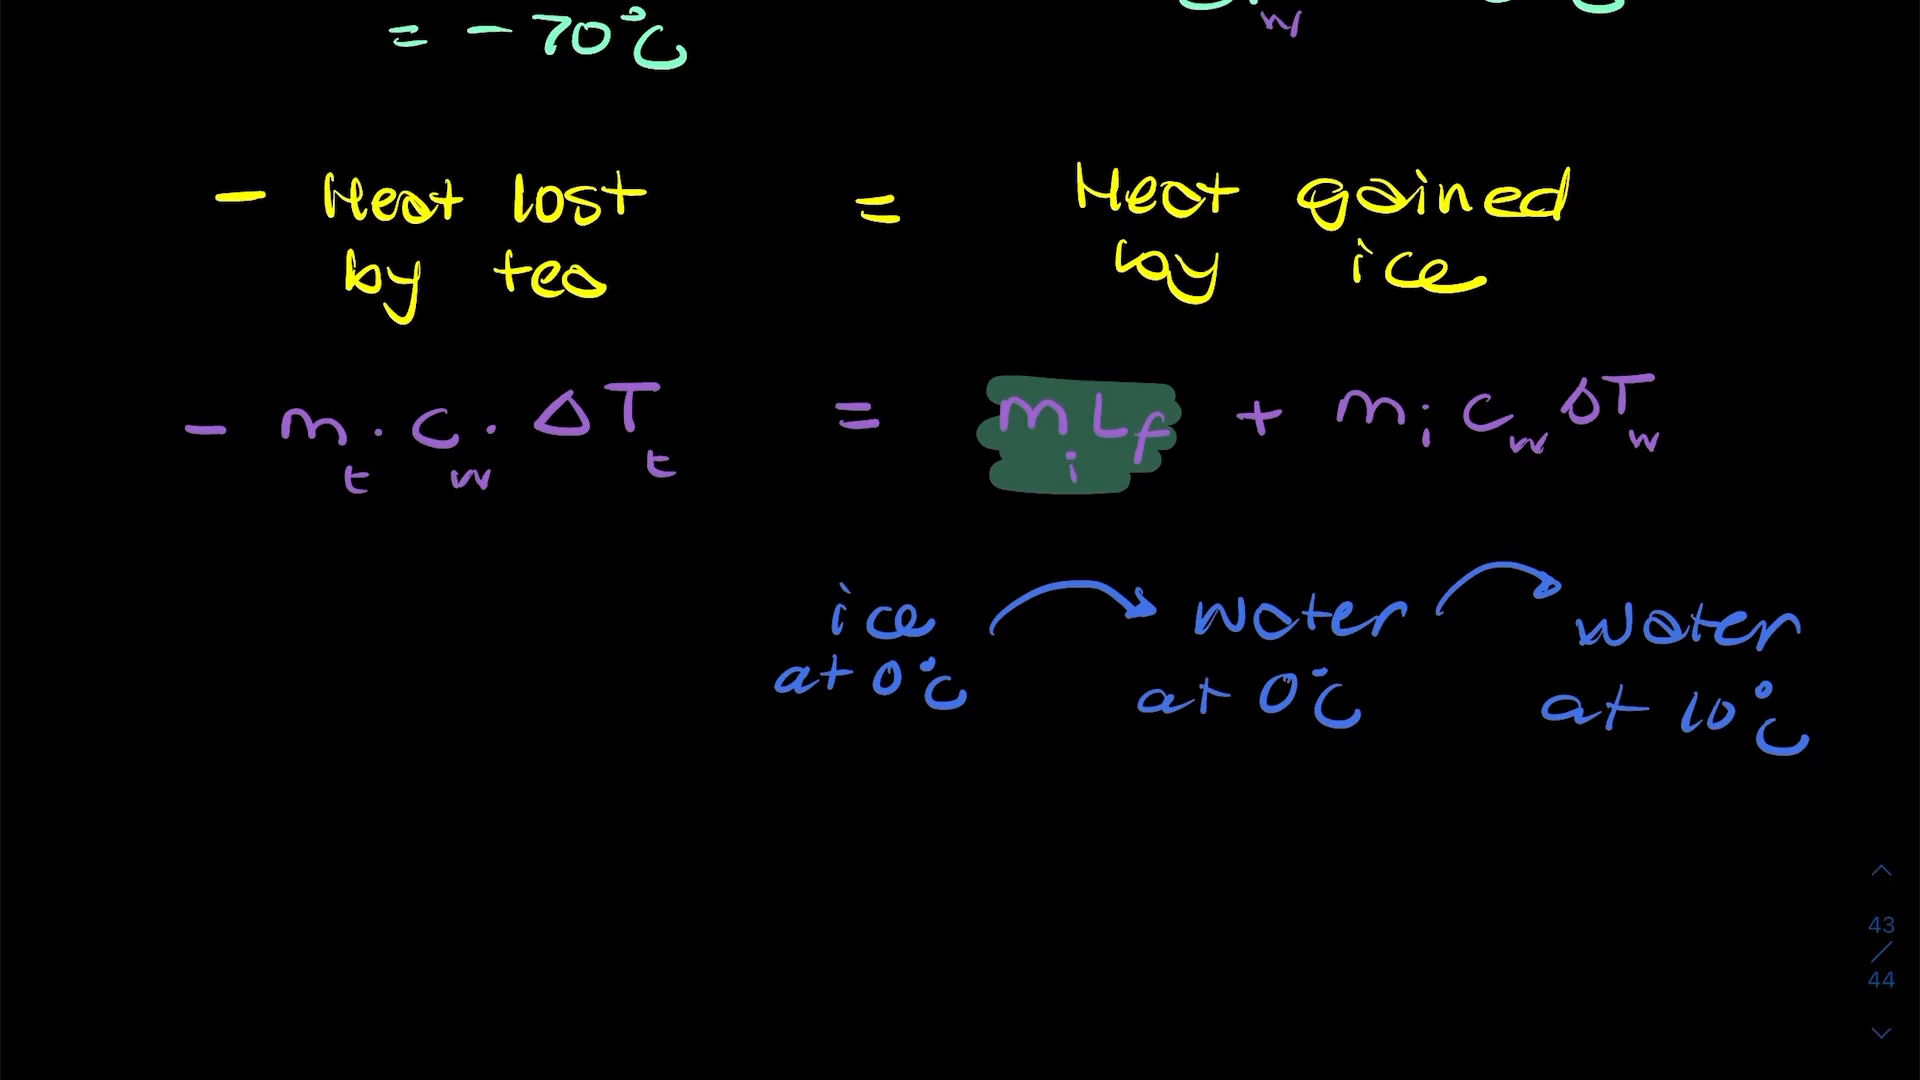 = - 70°C
w
- Heat lost = Heat gained
by tea by ice
- m_t · c_w · ΔT_t = m_i L_f + m_i c_w ΔT_w
ice water water
at 0°C at 0°C at 10°C
43
/
44